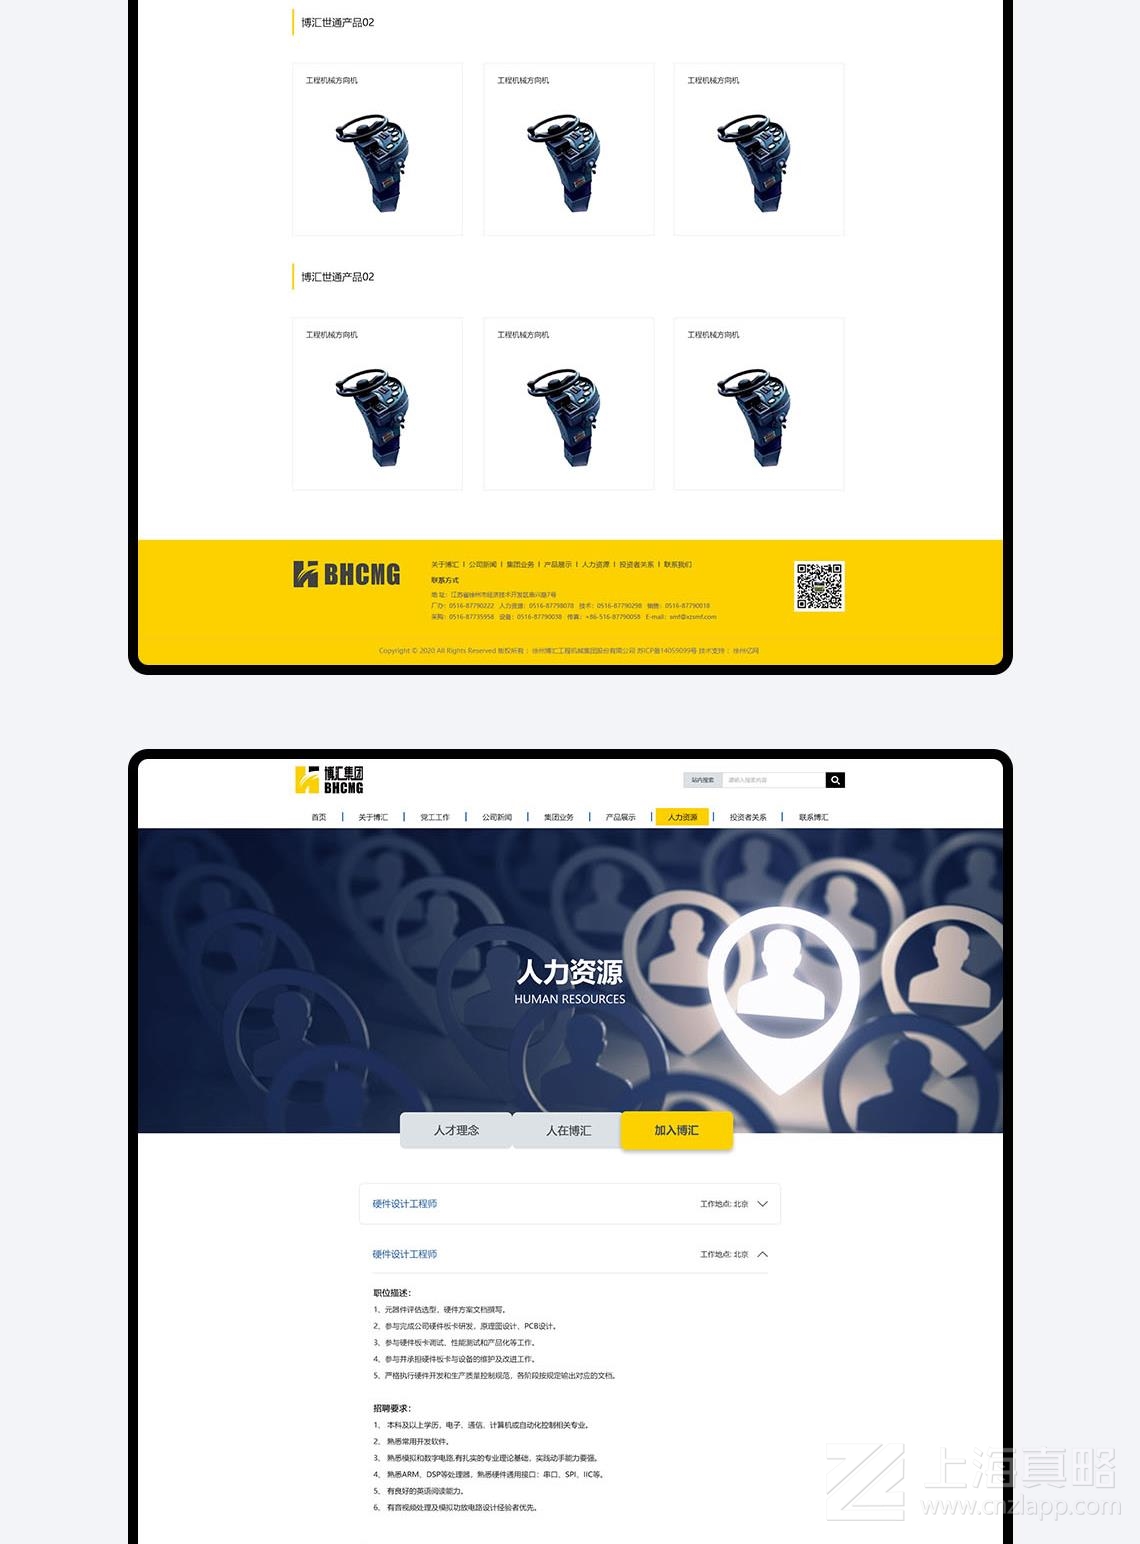 博汇世通产品02
工程机械方向机 工程机械方向机 工程机械方向机
博汇世通产品02
工程机械方向机 工程机械方向机 工程机械方向机
BHCMG
关于博汇 | 公司新闻 | 集团业务 | 产品展示 | 人力资源 | 投资者关系 | 联系我们
联系方式
地 址: 江苏省徐州市经济技术开发区鼎兴路7号
厂办: 0516-87790222 人力资源: 0516-87798078 技术: 0516-87790298 销售: 0516-87790018
采购: 0516-87735958 设备: 0516-87790038 传真: +86-516-87790058 E-mail: smf@xzsmf.com
Copyright © 2020 All Rights Reserved 版权所有: 徐州博汇工程机械集团股份有限公司 苏ICP备14059099号 技术支持: 徐州亿网
博汇集团
BHCMG
站内搜索 请输入搜索内容
首页 关于博汇 党工工作 公司新闻 集团业务 产品展示 人力资源 投资者关系 联系博汇
人力资源
HUMAN RESOURCES
人才理念 人在博汇 加入博汇
硬件设计工程师 工作地点: 北京
硬件设计工程师 工作地点: 北京
职位描述:
1、元器件评估选型，硬件方案文档撰写。
2、参与完成公司硬件板卡研发，原理图设计、PCB设计。
3、参与硬件板卡调试、性能测试和产品化等工作。
4、参与并承担硬件板卡与设备的维护及改进工作。
5、严格执行硬件开发和生产质量控制规范，各阶段按规定输出对应的文档。
招聘要求:
1、 本科及以上学历，电子、通信、计算机或自动化控制相关专业。
2、 熟悉常用开发软件。
3、 熟悉模拟和数字电路,有扎实的专业理论基础，实践动手能力要强。
4、 熟悉ARM、DSP等处理器，熟悉硬件通用接口：串口、SPI、IIC等。
5、 有良好的英语阅读能力。
6、 有音视频处理及模拟功放电路设计经验者优先。
上海真略
www.cnzlapp.com